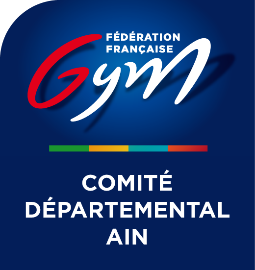 FÉDÉRATION
FRANÇAISE
Gym
COMITÉ
DÉPARTEMENTAL
AIN